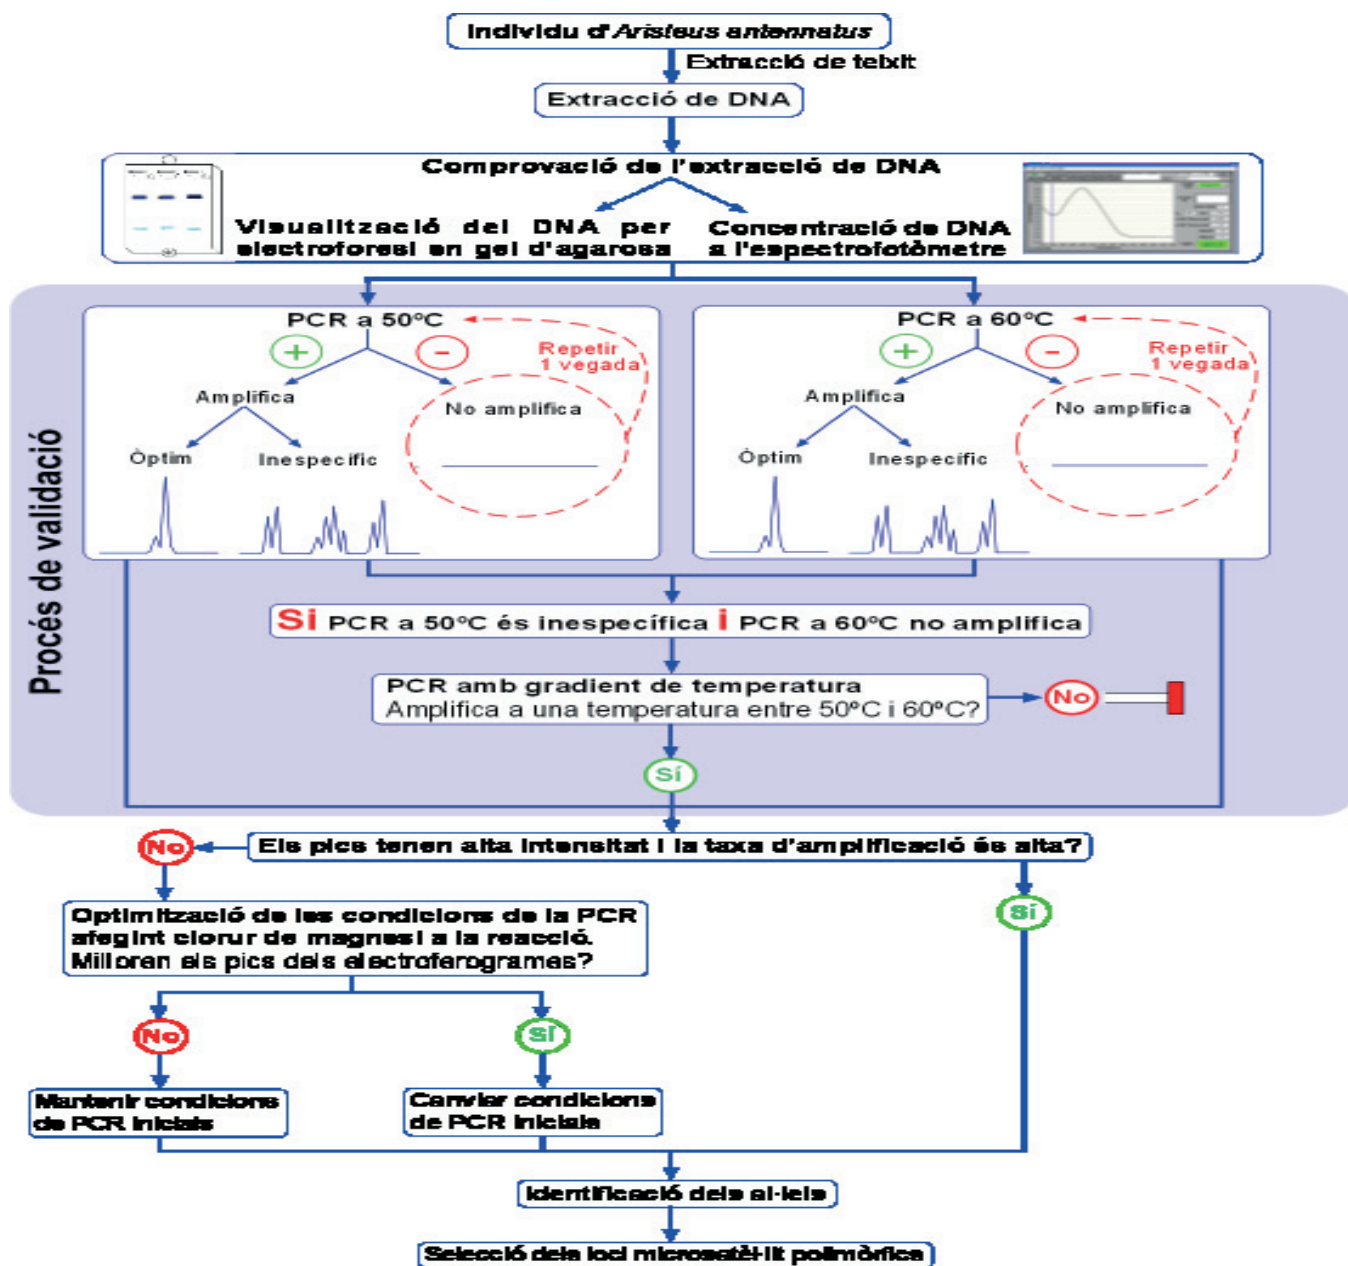 Individu d'Aristeus antennatus
Extracció de teixit
Extracció de DNA
Comprovació de l'extracció de DNA
Visualització del DNA per
electroforesi en gel d'agarosa
Concentració de DNA
a l'espectrofotòmetre
Procés de validació
PCR a 50ºC
+
-
Repetir
1 vegada
Amplifica
No amplifica
Òptim
Inespecífic
PCR a 60ºC
+
-
Repetir
1 vegada
Amplifica
No amplifica
Òptim
Inespecífic
Si PCR a 50ºC és inespecífica i PCR a 60ºC no amplifica
PCR amb gradient de temperatura
Amplifica a una temperatura entre 50ºC i 60ºC?
No
Sí
Els pics tenen alta intensitat i la taxa d'amplificació és alta?
No
Sí
Optimització de les condicions de la PCR
afegint clorur de magnesi a la reacció.
Milloren els pics dels electroferogrames?
No
Sí
Mantenir condicions
de PCR inicials
Canviar condicions
de PCR inicials
Identificació dels al·lels
Selecció dels loci microsatèl·lit polimòrfics